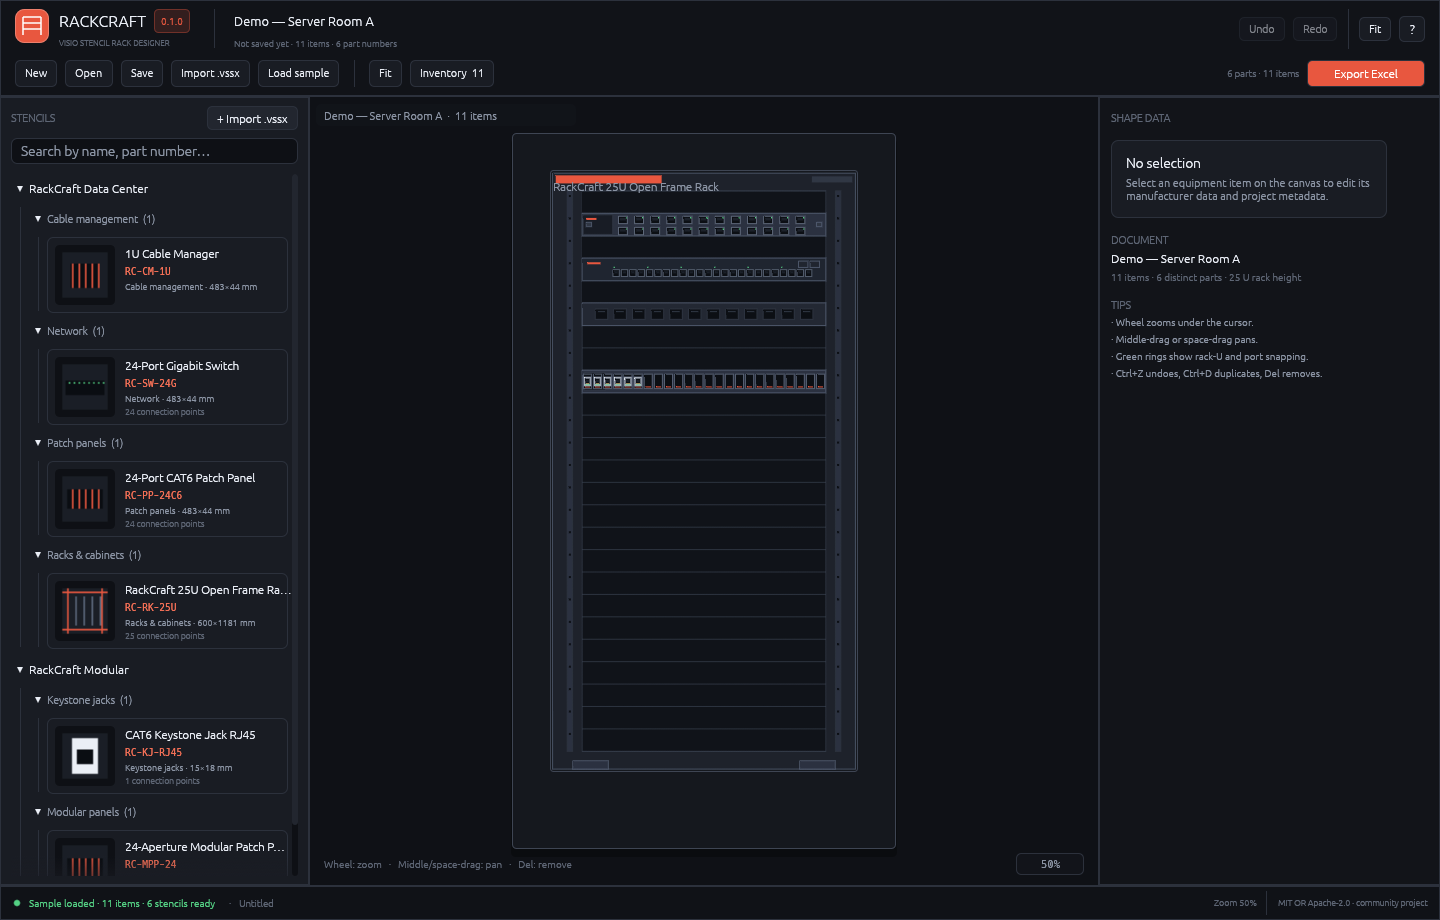 RACKCRAFT 0.1.0
VISIO STENCIL RACK DESIGNER
Demo — Server Room A
Not saved yet · 11 items · 6 part numbers
Undo Redo Fit ?
New Open Save Import .vssx Load sample Fit Inventory 11
6 parts · 11 items Export Excel
STENCILS + Import .vssx
Search by name, part number…
▼ RackCraft Data Center
▼ Cable management (1)
1U Cable Manager
RC-CM-1U
Cable management · 483×44 mm
▼ Network (1)
24-Port Gigabit Switch
RC-SW-24G
Network · 483×44 mm
24 connection points
▼ Patch panels (1)
24-Port CAT6 Patch Panel
RC-PP-24C6
Patch panels · 483×44 mm
24 connection points
▼ Racks & cabinets (1)
RackCraft 25U Open Frame Ra…
RC-RK-25U
Racks & cabinets · 600×1181 mm
25 connection points
▼ RackCraft Modular
▼ Keystone jacks (1)
CAT6 Keystone Jack RJ45
RC-KJ-RJ45
Keystone jacks · 15×18 mm
1 connection points
▼ Modular panels (1)
24-Aperture Modular Patch P…
RC-MPP-24
Demo — Server Room A · 11 items
RackCraft 25U Open Frame Rack
Wheel: zoom · Middle/space-drag: pan · Del: remove
50%
SHAPE DATA
No selection
Select an equipment item on the canvas to edit its
manufacturer data and project metadata.
DOCUMENT
Demo — Server Room A
11 items · 6 distinct parts · 25 U rack height
TIPS
· Wheel zooms under the cursor.
· Middle-drag or space-drag pans.
· Green rings show rack-U and port snapping.
· Ctrl+Z undoes, Ctrl+D duplicates, Del removes.
Sample loaded · 11 items · 6 stencils ready · Untitled
Zoom 50% MIT OR Apache-2.0 · community project